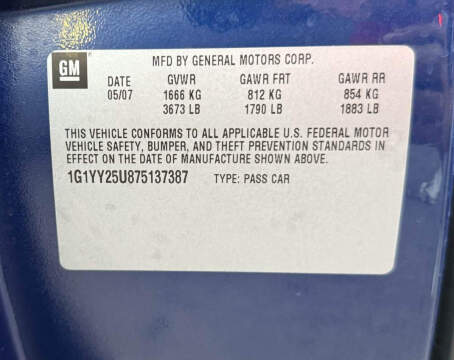 GM
MFD BY GENERAL MOTORS CORP.
DATE GVWR GAWR FRT GAWR RR
05/07 1666 KG 812 KG 854 KG
3673 LB 1790 LB 1883 LB
THIS VEHICLE CONFORMS TO ALL APPLICABLE U.S. FEDERAL MOTOR
VEHICLE SAFETY, BUMPER, AND THEFT PREVENTION STANDARDS IN
EFFECT ON THE DATE OF MANUFACTURE SHOWN ABOVE.
1G1YY25U875137387 TYPE: PASS CAR